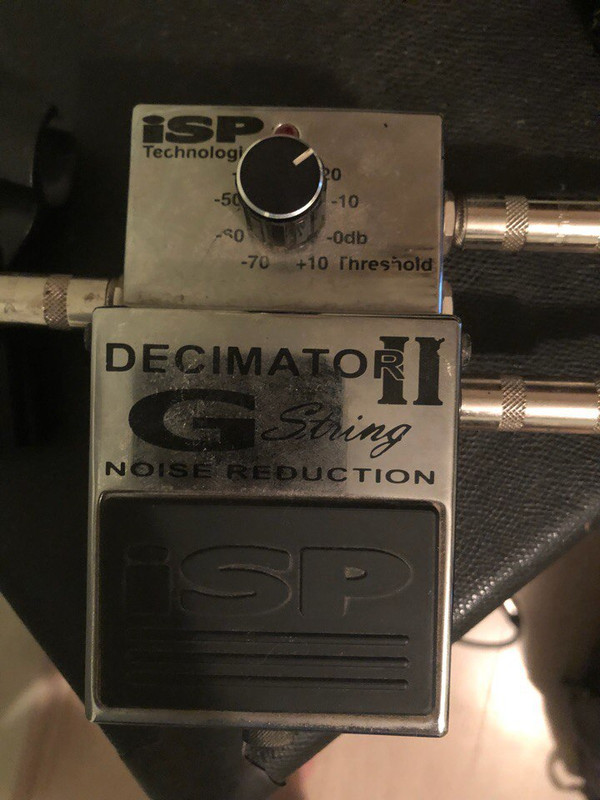 iSP
Technologi
20
-50 -10
-60 -0db
-70 +10 Threshold
DECIMATOR II
G String
NOISE REDUCTION
iSP